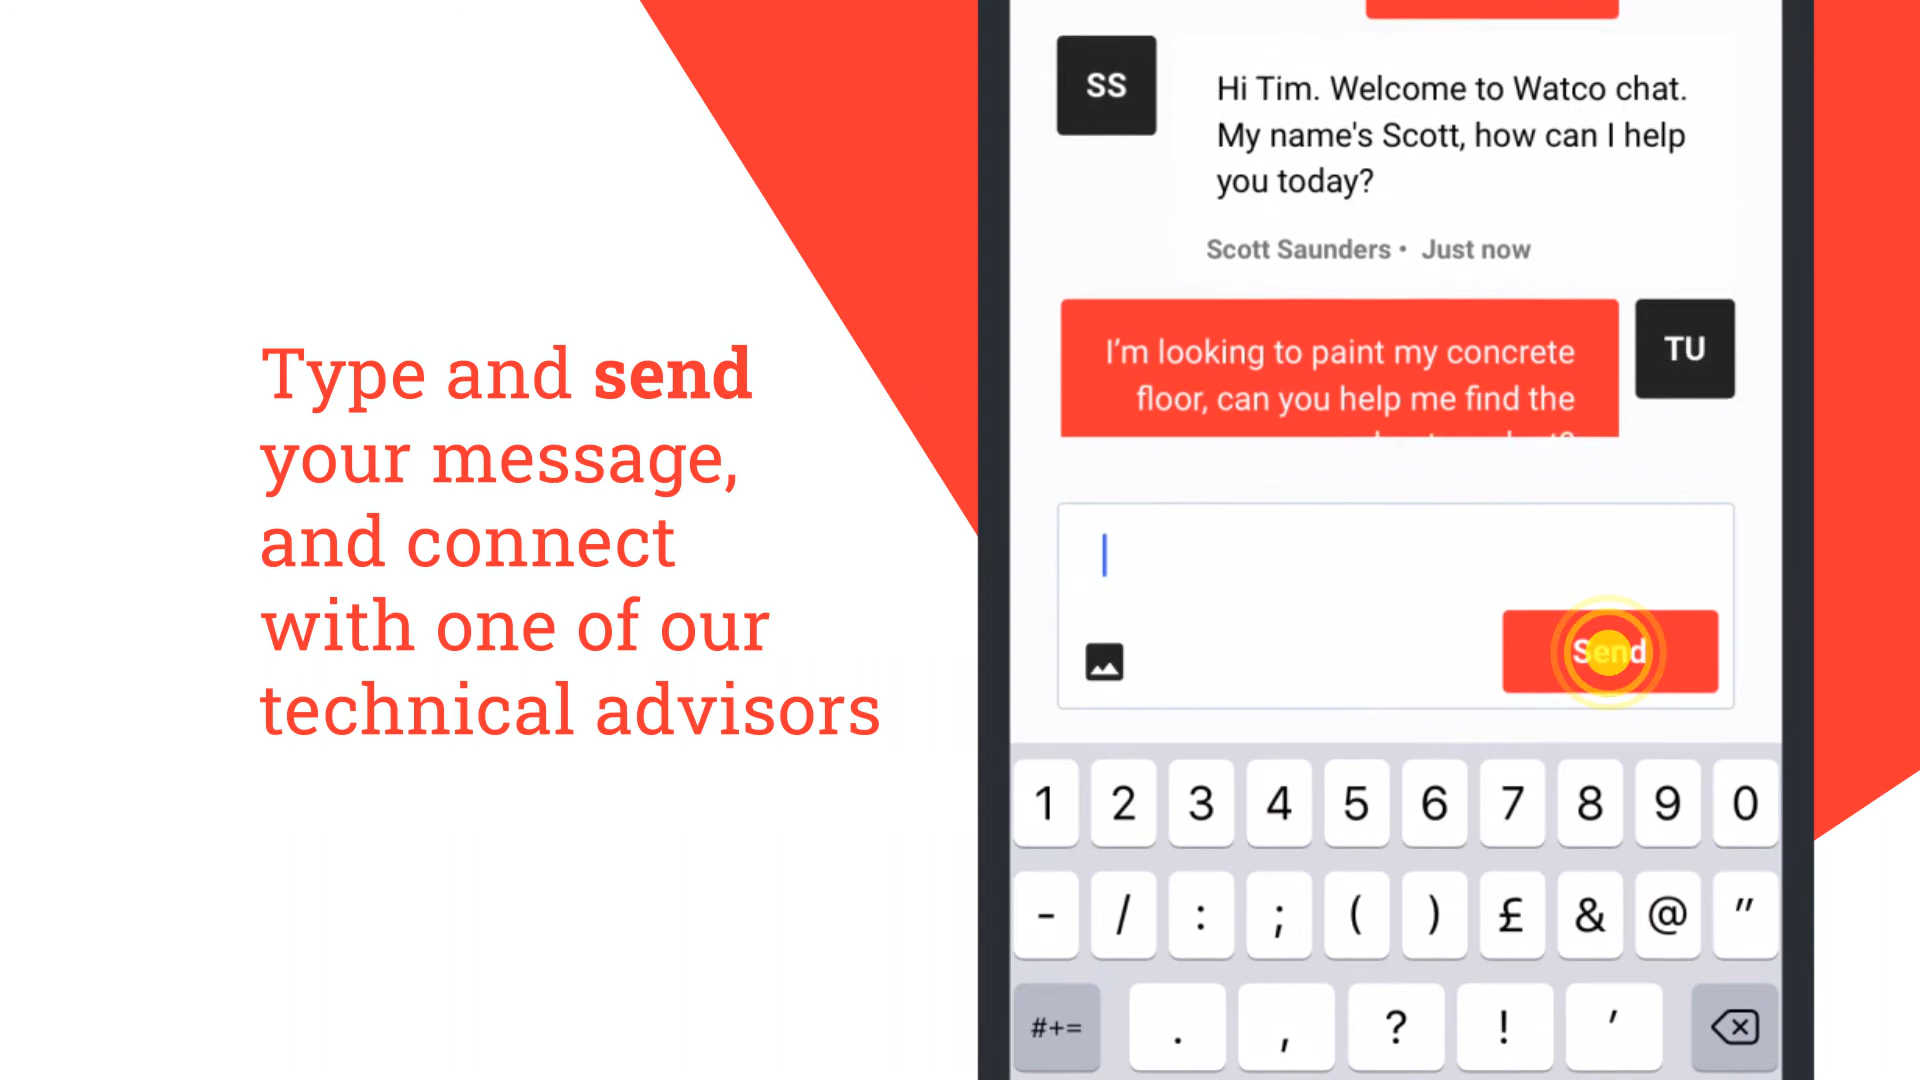 Type and send
your message,
and connect
with one of our
technical advisors
SS
Hi Tim. Welcome to Watco chat.
My name's Scott, how can I help
you today?
Scott Saunders • Just now
I’m looking to paint my concrete
floor, can you help me find the
TU
Send
1 2 3 4 5 6 7 8 9 0
- / : ; ( ) £ & @ "
#+= . , ? ! '